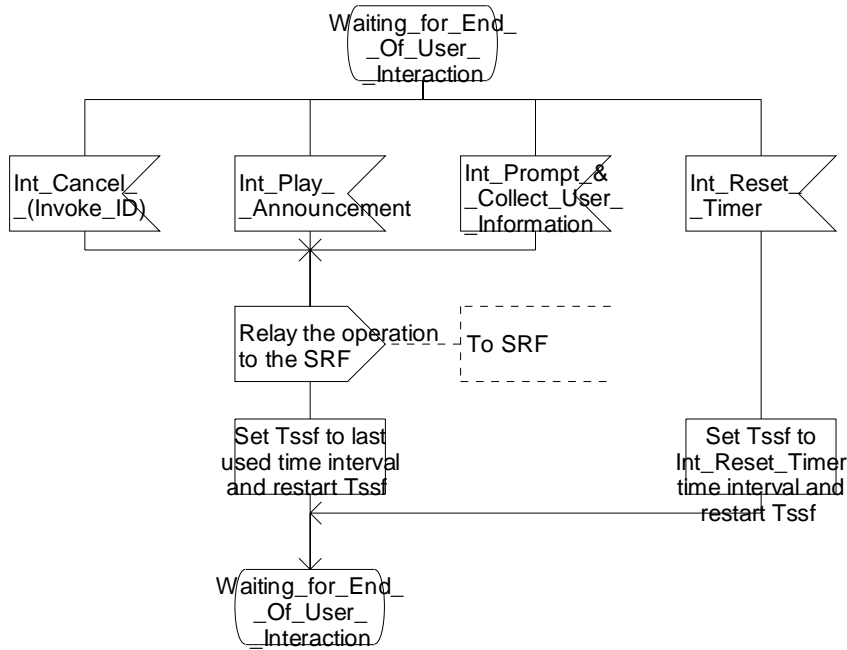 Waiting_for_End_
_Of_User_
_Interaction
Int_Cancel_
_(Invoke_ID)
Int_Play_
_Announcement
Int_Prompt_&
_Collect_User_
_Information
Int_Reset_
_Timer
Relay the operation
to the SRF
To SRF
Set Tssf to last
used time interval
and restart Tssf
Set Tssf to
Int_Reset_Timer
time interval and
restart Tssf
Waiting_for_End_
_Of_User_
_Interaction